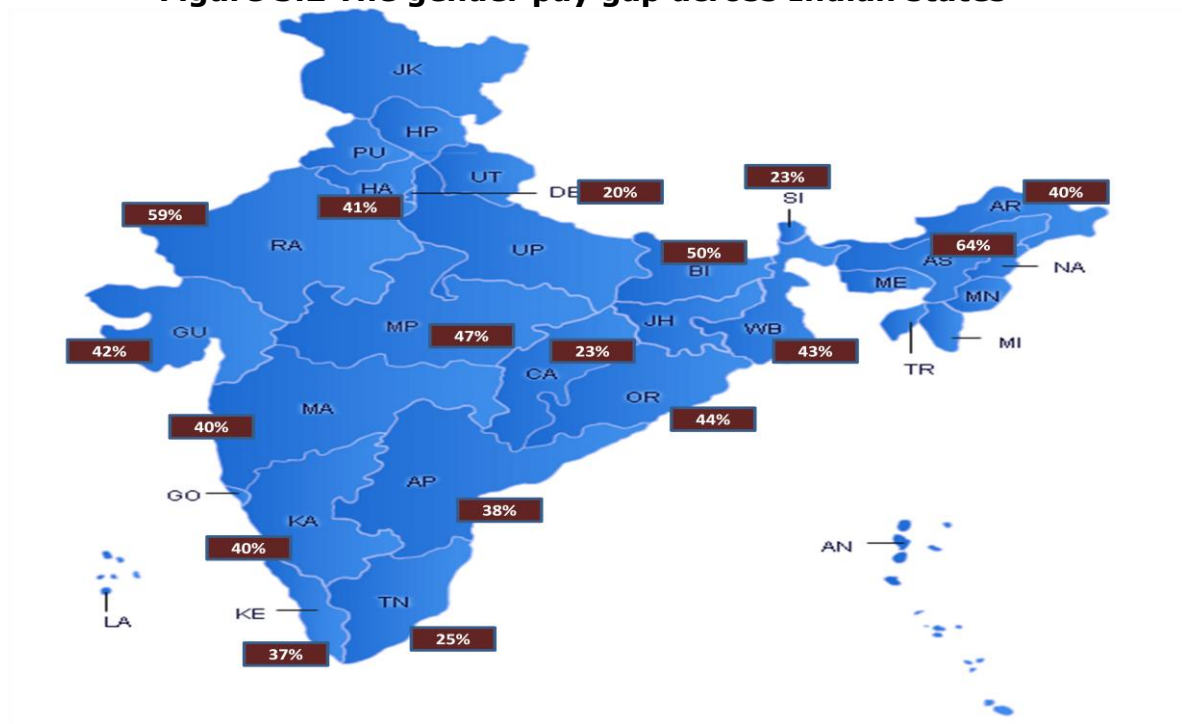 Figure 3.2 The gender pay gap across Indian states
JK
HP
PU
UT
23%
SI
HA
DE
20%
40%
AR
41%
59%
64%
RA
UP
50%
AS
BI
NA
ME
MN
GU
MP
47%
JH
WB
42%
23%
43%
MI
CA
TR
OR
MA
40%
44%
AP
GO
38%
KA
40%
AN
TN
KE
LA
25%
37%